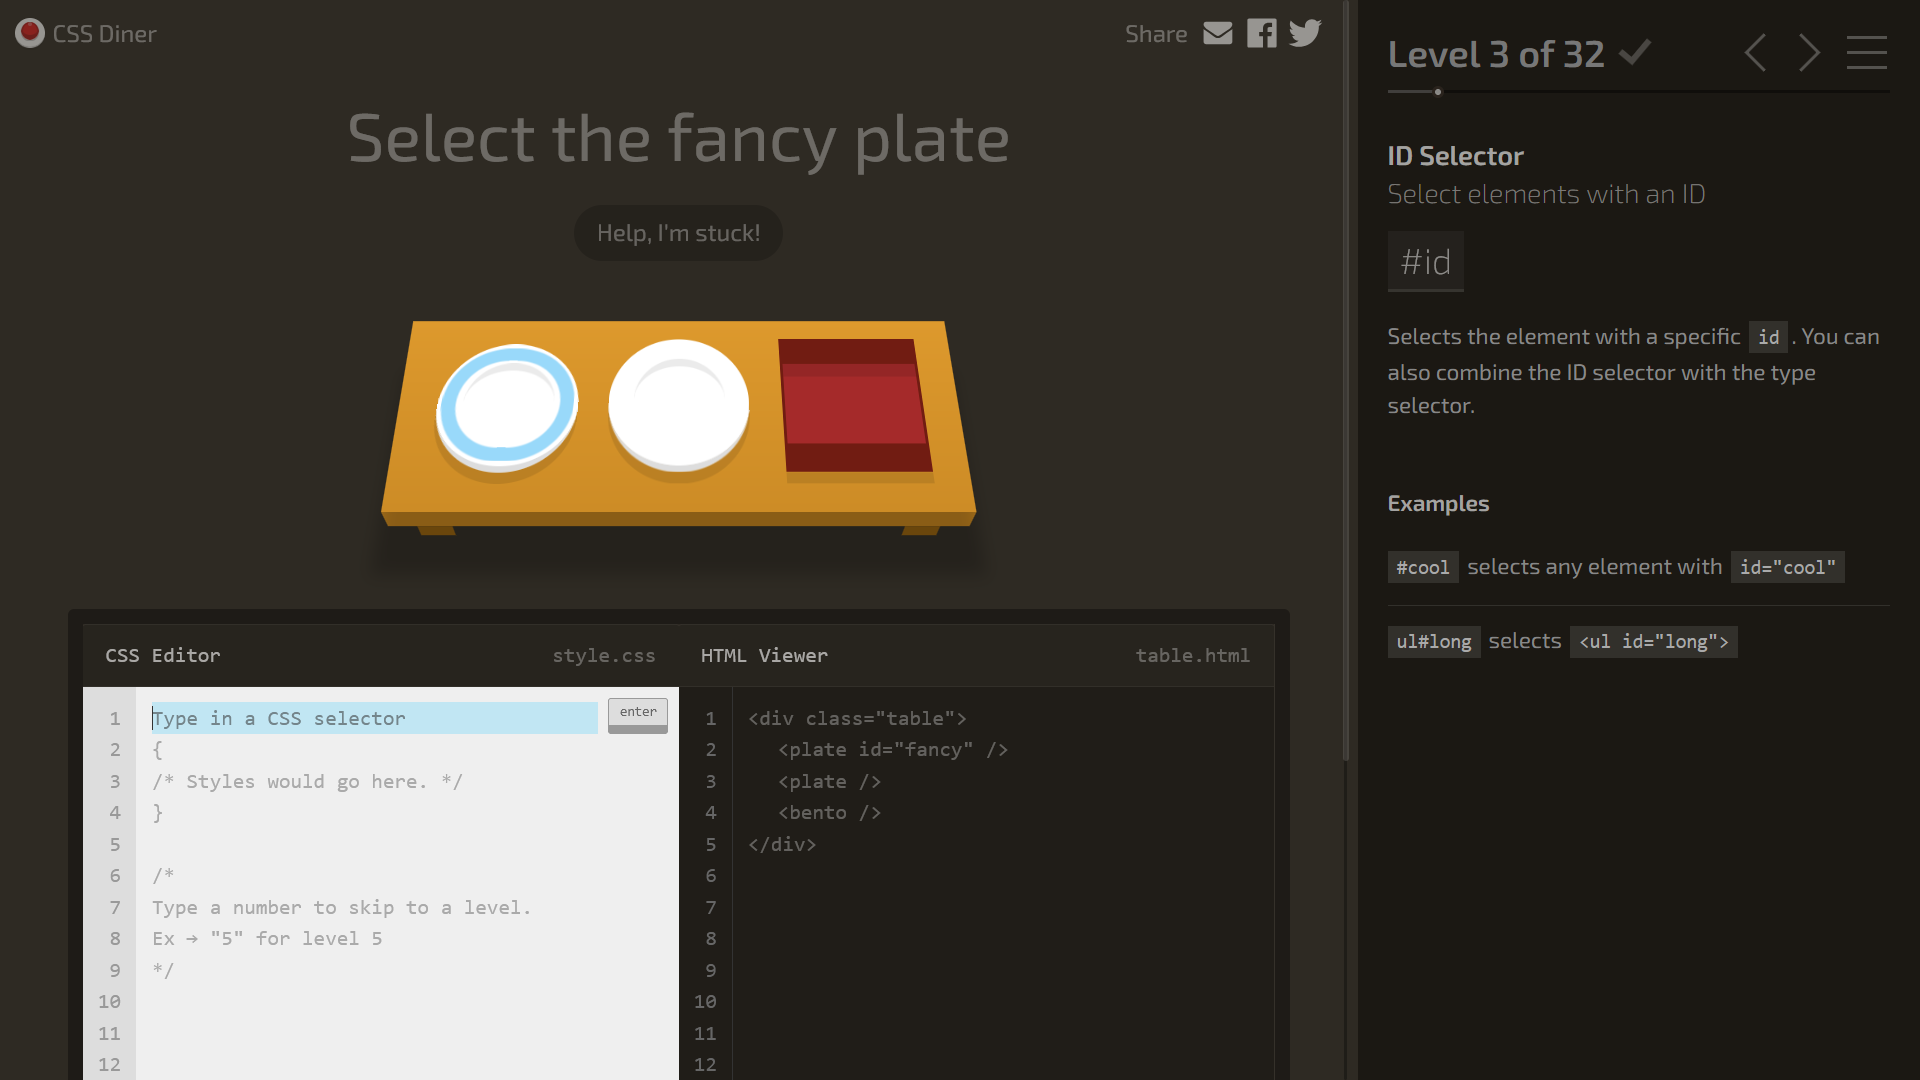 CSS Diner
Share
Select the fancy plate
Help, I'm stuck!
CSS Editor
style.css
1
2
3
4
5
6
7
8
9
10
11
12
Type in a CSS selector
enter
{
/* Styles would go here. */
}
/*
Type a number to skip to a level.
Ex → "5" for level 5
*/
HTML Viewer
table.html
1
2
3
4
5
6
7
8
9
10
11
12
<div class="table">
<plate id="fancy" />
<plate />
<bento />
</div>
Level 3 of 32
ID Selector
Select elements with an ID
#id
Selects the element with a specific id . You can
also combine the ID selector with the type
selector.
Examples
#cool selects any element with id="cool"
ul#long selects <ul id="long">